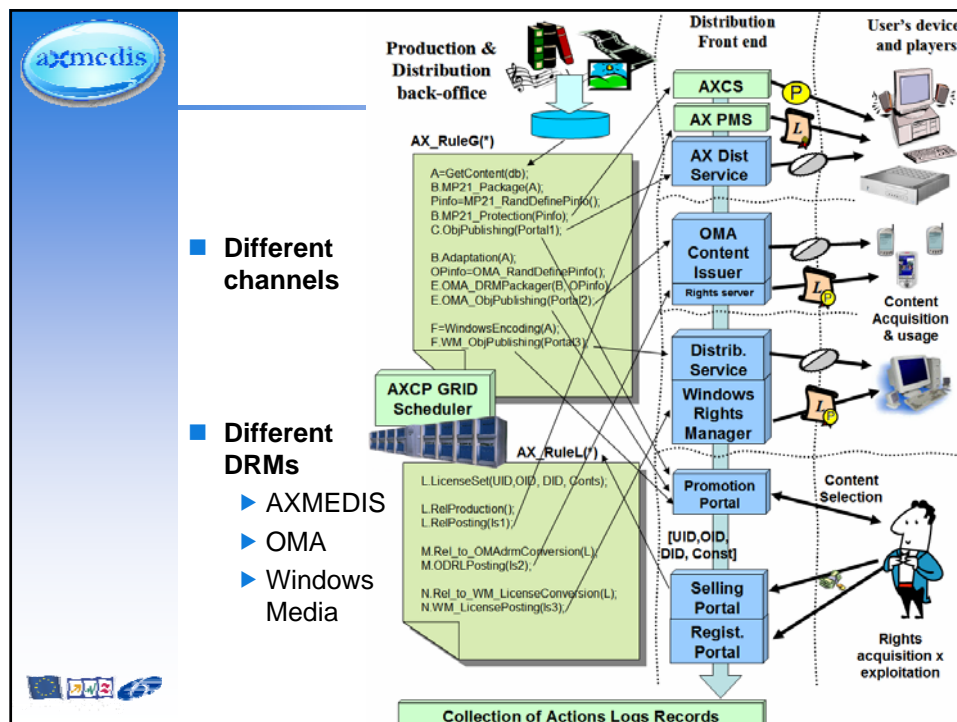 axmedis
Different
channels
Different
DRMs
AXMEDIS
OMA
Windows
Media
Production &
Distribution
back-office
Distribution
Front end
User's device
and players
AX_RuleG(*)
A=GetContent(db);
B.MP21_Package(A);
Pinfo=MP21_RandDefinePinfo();
B.MP21_Protection(Pinfo);
C.ObjPublishing(Portal1);
B.Adaptation(A);
OPinfo=OMA_RandDefinePinfo();
E.OMA_DRMPackager(B, OPinfo)
E.OMA_ObjPublishing(Portal2);
F=WindowsEncoding(A);
F.WM_ObjPublishing(Portal3);
AXCP GRID
Scheduler
AX_RuleL(*)
L.LicenseSet(UID,OID, DID, Conts);
L.RelProduction();
L.RelPosting(ls1);
M.Rel_to_OMAdrmConversion(L);
M.ODRLPosting(ls2);
N.Rel_to_WM_LicenseConversion(L);
N.WM_LicensePosting(ls3);
AXCS
P
AX PMS
L
AX Dist
Service
OMA
Content
Issuer
Rights server
L
P
Content
Acquisition
& usage
Distrib.
Service
Windows
Rights
Manager
L
P
Promotion
Portal
Content
Selection
[UID,OID,
DID, Const]
Selling
Portal
Regist.
Portal
Rights
acquisition x
exploitation
Collection of Actions Logs Records